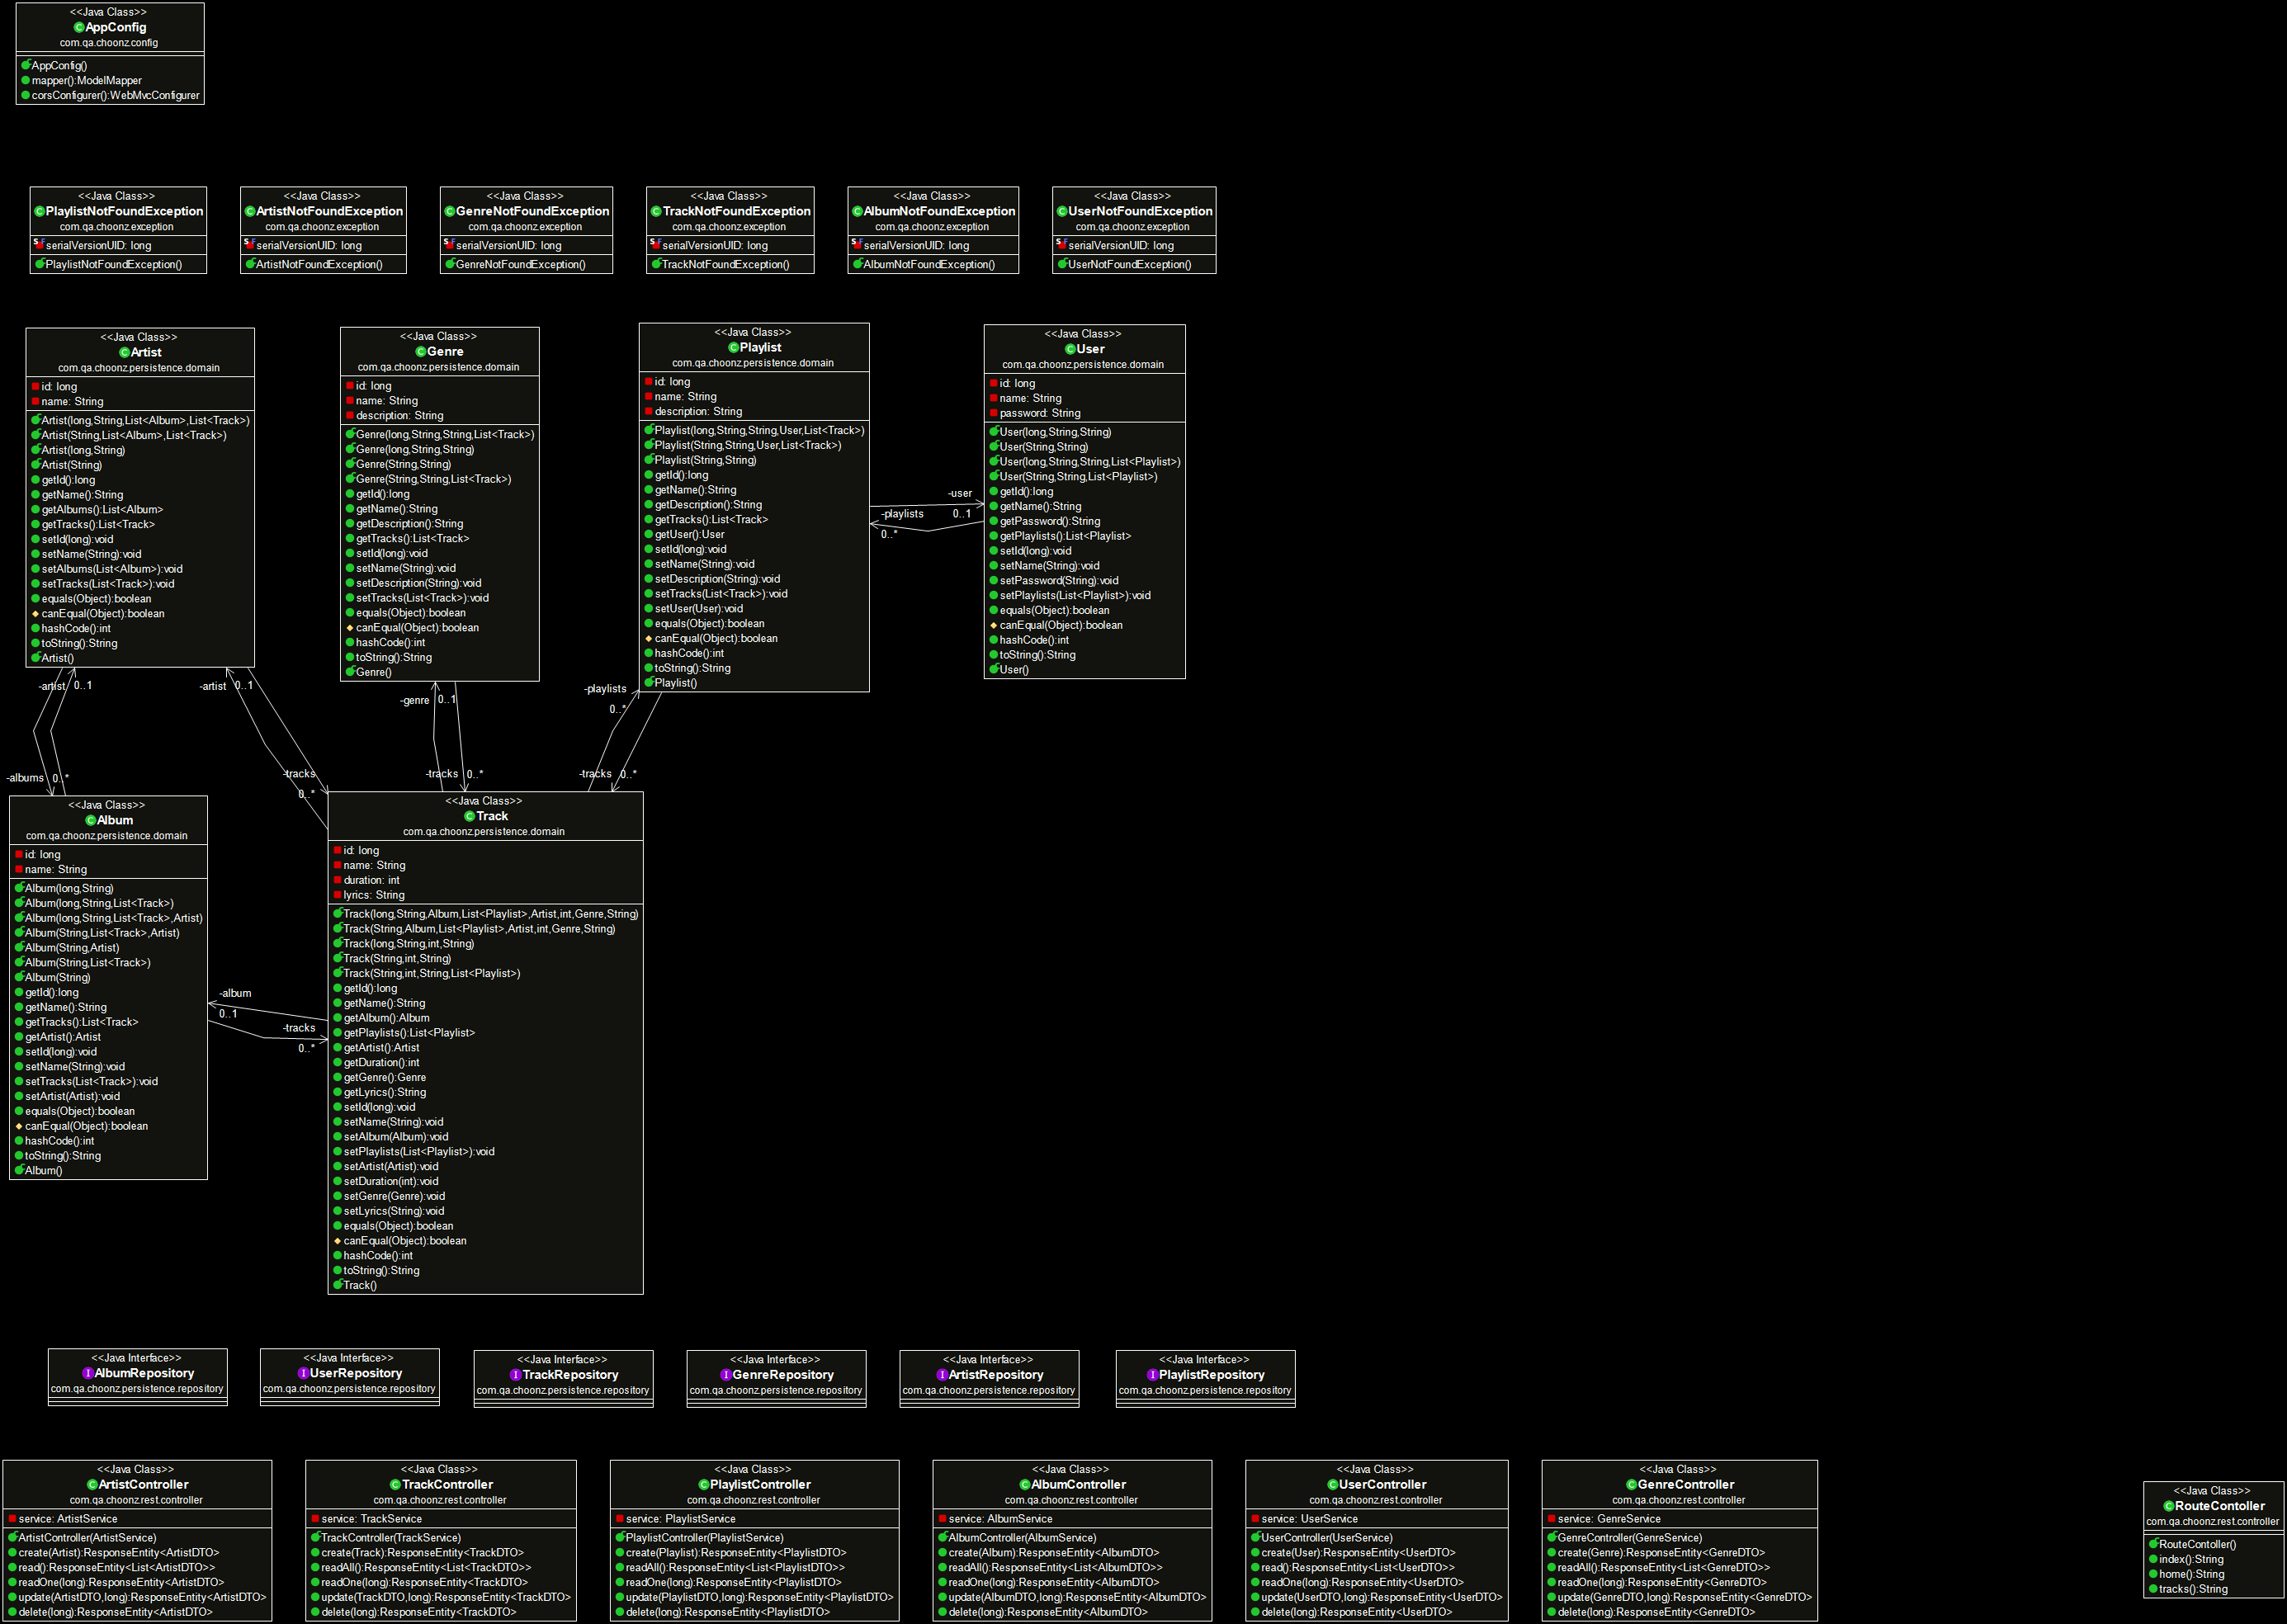 <<Java Class>>
AppConfig
com.qa.choonz.config
AppConfig()
mapper():ModelMapper
corsConfigurer():WebMvcConfigurer
<<Java Class>>
PlaylistNotFoundException
com.qa.choonz.exception
serialVersionUID: long
PlaylistNotFoundException()
<<Java Class>>
ArtistNotFoundException
com.qa.choonz.exception
serialVersionUID: long
ArtistNotFoundException()
<<Java Class>>
GenreNotFoundException
com.qa.choonz.exception
serialVersionUID: long
GenreNotFoundException()
<<Java Class>>
TrackNotFoundException
com.qa.choonz.exception
serialVersionUID: long
TrackNotFoundException()
<<Java Class>>
AlbumNotFoundException
com.qa.choonz.exception
serialVersionUID: long
AlbumNotFoundException()
<<Java Class>>
UserNotFoundException
com.qa.choonz.exception
serialVersionUID: long
UserNotFoundException()
<<Java Class>>
Artist
com.qa.choonz.persistence.domain
id: long
name: String
Artist(long,String,List<Album>,List<Track>)
Artist(String,List<Album>,List<Track>)
Artist(long,String)
Artist(String)
getId():long
getName():String
getAlbums():List<Album>
getTracks():List<Track>
setId(long):void
setName(String):void
setAlbums(List<Album>):void
setTracks(List<Track>):void
equals(Object):boolean
canEqual(Object):boolean
hashCode():int
toString():String
Artist()
<<Java Class>>
Genre
com.qa.choonz.persistence.domain
id: long
name: String
description: String
Genre(long,String,String,List<Track>)
Genre(long,String,String)
Genre(String,String)
Genre(String,String,List<Track>)
getId():long
getName():String
getDescription():String
getTracks():List<Track>
setId(long):void
setName(String):void
setDescription(String):void
setTracks(List<Track>):void
equals(Object):boolean
canEqual(Object):boolean
hashCode():int
toString():String
Genre()
<<Java Class>>
Playlist
com.qa.choonz.persistence.domain
id: long
name: String
description: String
Playlist(long,String,String,User,List<Track>)
Playlist(String,String,User,List<Track>)
Playlist(String,String)
getId():long
getName():String
getDescription():String
getTracks():List<Track>
getUser():User
setId(long):void
setName(String):void
setDescription(String):void
setTracks(List<Track>):void
setUser(User):void
equals(Object):boolean
canEqual(Object):boolean
hashCode():int
toString():String
Playlist()
-user
0..1
-playlists
0..*
<<Java Class>>
User
com.qa.choonz.persistence.domain
id: long
name: String
password: String
User(long,String,String)
User(String,String)
User(long,String,String,List<Playlist>)
User(String,String,List<Playlist>)
getId():long
getName():String
getPassword():String
getPlaylists():List<Playlist>
setId(long):void
setName(String):void
setPassword(String):void
setPlaylists(List<Playlist>):void
equals(Object):boolean
canEqual(Object):boolean
hashCode():int
toString():String
User()
-artist 0..1
-artist 0..1
-genre 0..1
-playlists
0..*
-albums 0..*
-tracks
0..*
-tracks 0..*
-tracks 0..*
<<Java Class>>
Album
com.qa.choonz.persistence.domain
id: long
name: String
Album(long,String)
Album(long,String,List<Track>)
Album(long,String,List<Track>,Artist)
Album(String,List<Track>,Artist)
Album(String,Artist)
Album(String,List<Track>)
Album(String)
getId():long
getName():String
getTracks():List<Track>
getArtist():Artist
setId(long):void
setName(String):void
setTracks(List<Track>):void
setArtist(Artist):void
equals(Object):boolean
canEqual(Object):boolean
hashCode():int
toString():String
Album()
-album
0..1
-tracks
0..*
<<Java Class>>
Track
com.qa.choonz.persistence.domain
id: long
name: String
duration: int
lyrics: String
Track(long,String,Album,List<Playlist>,Artist,int,Genre,String)
Track(String,Album,List<Playlist>,Artist,int,Genre,String)
Track(long,String,int,String)
Track(String,int,String)
Track(String,int,String,List<Playlist>)
getId():long
getName():String
getAlbum():Album
getPlaylists():List<Playlist>
getArtist():Artist
getDuration():int
getGenre():Genre
getLyrics():String
setId(long):void
setName(String):void
setAlbum(Album):void
setPlaylists(List<Playlist>):void
setArtist(Artist):void
setDuration(int):void
setGenre(Genre):void
setLyrics(String):void
equals(Object):boolean
canEqual(Object):boolean
hashCode():int
toString():String
Track()
<<Java Interface>>
AlbumRepository
com.qa.choonz.persistence.repository
<<Java Interface>>
UserRepository
com.qa.choonz.persistence.repository
<<Java Interface>>
TrackRepository
com.qa.choonz.persistence.repository
<<Java Interface>>
GenreRepository
com.qa.choonz.persistence.repository
<<Java Interface>>
ArtistRepository
com.qa.choonz.persistence.repository
<<Java Interface>>
PlaylistRepository
com.qa.choonz.persistence.repository
<<Java Class>>
ArtistController
com.qa.choonz.rest.controller
service: ArtistService
ArtistController(ArtistService)
create(Artist):ResponseEntity<ArtistDTO>
read():ResponseEntity<List<ArtistDTO>>
readOne(long):ResponseEntity<ArtistDTO>
update(ArtistDTO,long):ResponseEntity<ArtistDTO>
delete(long):ResponseEntity<ArtistDTO>
<<Java Class>>
TrackController
com.qa.choonz.rest.controller
service: TrackService
TrackController(TrackService)
create(Track):ResponseEntity<TrackDTO>
readAll():ResponseEntity<List<TrackDTO>>
readOne(long):ResponseEntity<TrackDTO>
update(TrackDTO,long):ResponseEntity<TrackDTO>
delete(long):ResponseEntity<TrackDTO>
<<Java Class>>
PlaylistController
com.qa.choonz.rest.controller
service: PlaylistService
PlaylistController(PlaylistService)
create(Playlist):ResponseEntity<PlaylistDTO>
readAll():ResponseEntity<List<PlaylistDTO>>
readOne(long):ResponseEntity<PlaylistDTO>
update(PlaylistDTO,long):ResponseEntity<PlaylistDTO>
delete(long):ResponseEntity<PlaylistDTO>
<<Java Class>>
AlbumController
com.qa.choonz.rest.controller
service: AlbumService
AlbumController(AlbumService)
create(Album):ResponseEntity<AlbumDTO>
readAll():ResponseEntity<List<AlbumDTO>>
readOne(long):ResponseEntity<AlbumDTO>
update(AlbumDTO,long):ResponseEntity<AlbumDTO>
delete(long):ResponseEntity<AlbumDTO>
<<Java Class>>
UserController
com.qa.choonz.rest.controller
service: UserService
UserController(UserService)
create(User):ResponseEntity<UserDTO>
read():ResponseEntity<List<UserDTO>>
readOne(long):ResponseEntity<UserDTO>
update(UserDTO,long):ResponseEntity<UserDTO>
delete(long):ResponseEntity<UserDTO>
<<Java Class>>
GenreController
com.qa.choonz.rest.controller
service: GenreService
GenreController(GenreService)
create(Genre):ResponseEntity<GenreDTO>
readAll():ResponseEntity<List<GenreDTO>>
readOne(long):ResponseEntity<GenreDTO>
update(GenreDTO,long):ResponseEntity<GenreDTO>
delete(long):ResponseEntity<GenreDTO>
<<Java Class>>
RouteContoller
com.qa.choonz.rest.controller
RouteContoller()
index():String
home():String
tracks():String